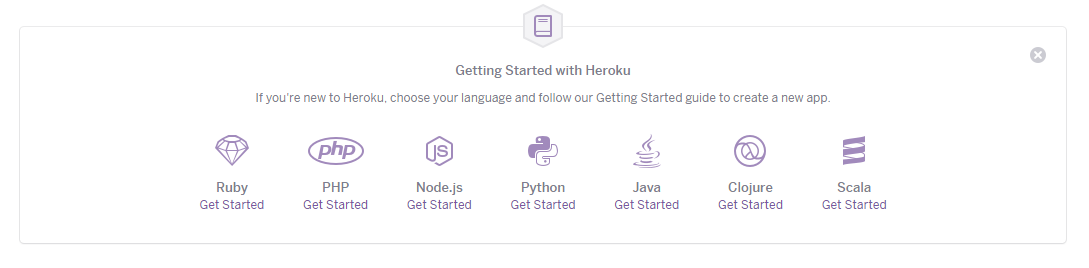 Getting Started with Heroku
If you're new to Heroku, choose your language and follow our Getting Started guide to create a new app.
php
JS
Ruby
PHP
Node.js
Python
Java
Clojure
Scala
Get Started
Get Started
Get Started
Get Started
Get Started
Get Started
Get Started